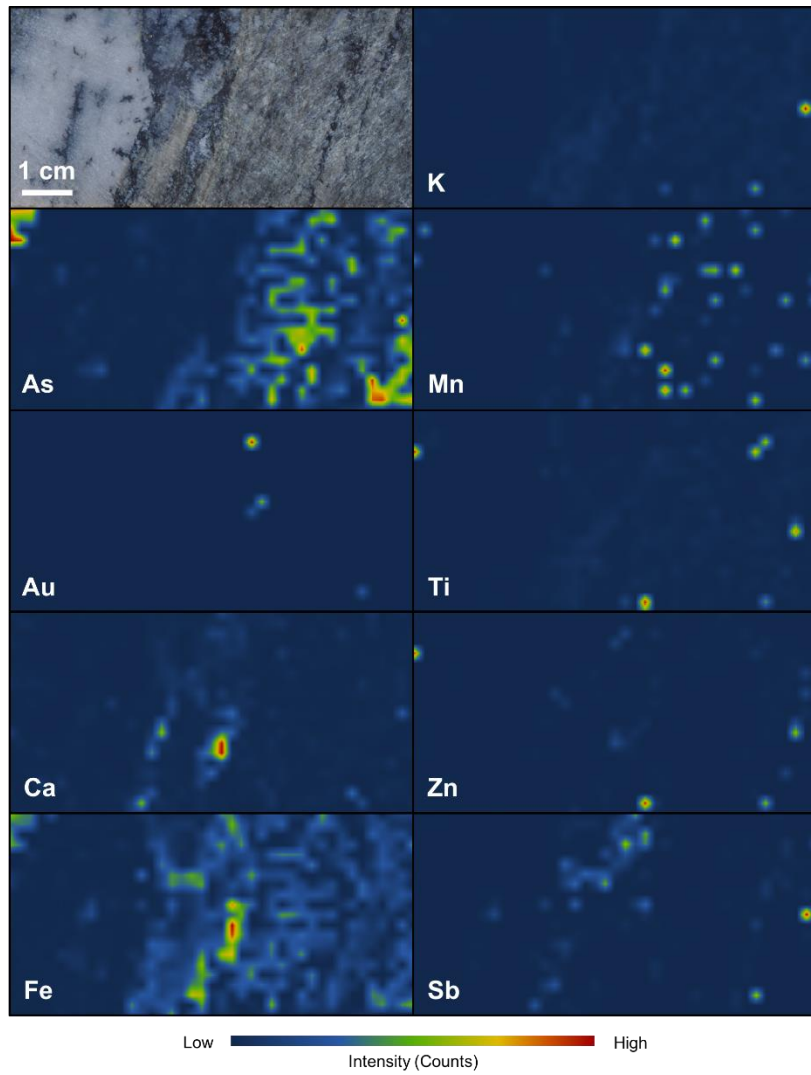 1 cm
K
As
Mn
Au
Ti
Ca
Zn
Fe
Sb
Low High
Intensity (Counts)